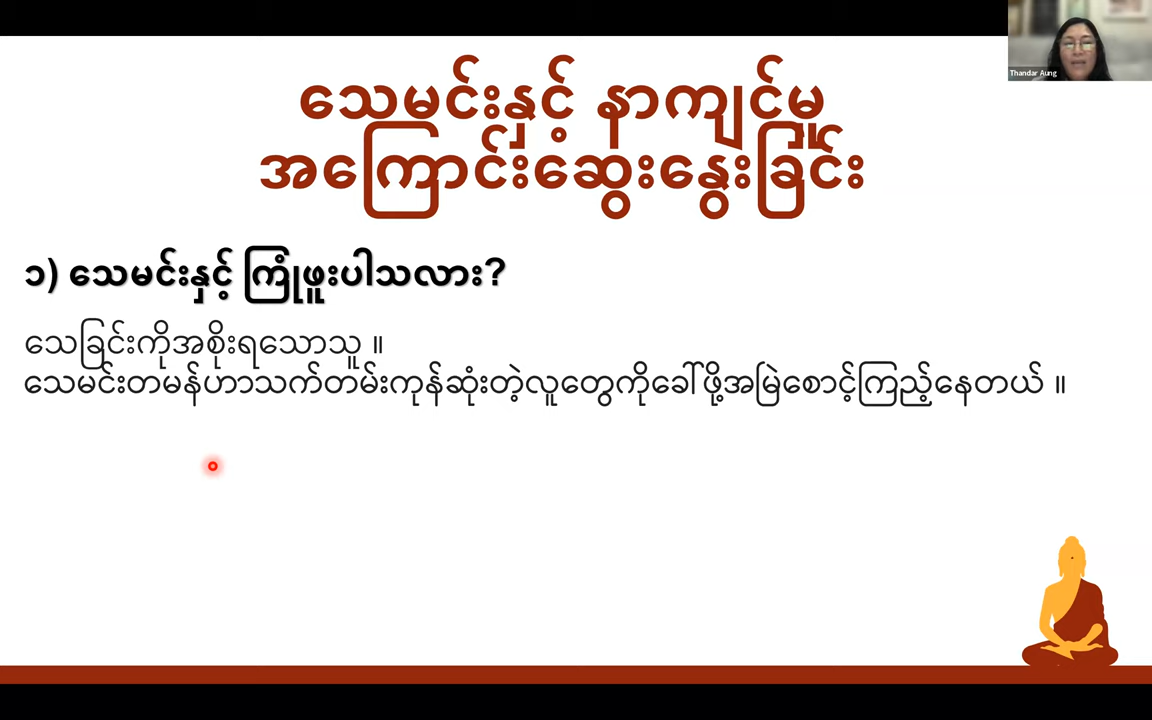 Thandar Aung
သေမင်းနှင့် နာကျင်မှု
အကြောင်းဆွေးနွေးခြင်း
၁) သေမင်းနှင့် ကြုံဖူးပါသလား?
သေခြင်းကိုအစိုးရသောသူ ။
သေမင်းတမန်ဟာသက်တမ်းကုန်ဆုံးတဲ့လူတွေကိုခေါ်ဖို့အမြဲစောင့်ကြည့်နေတယ် ။